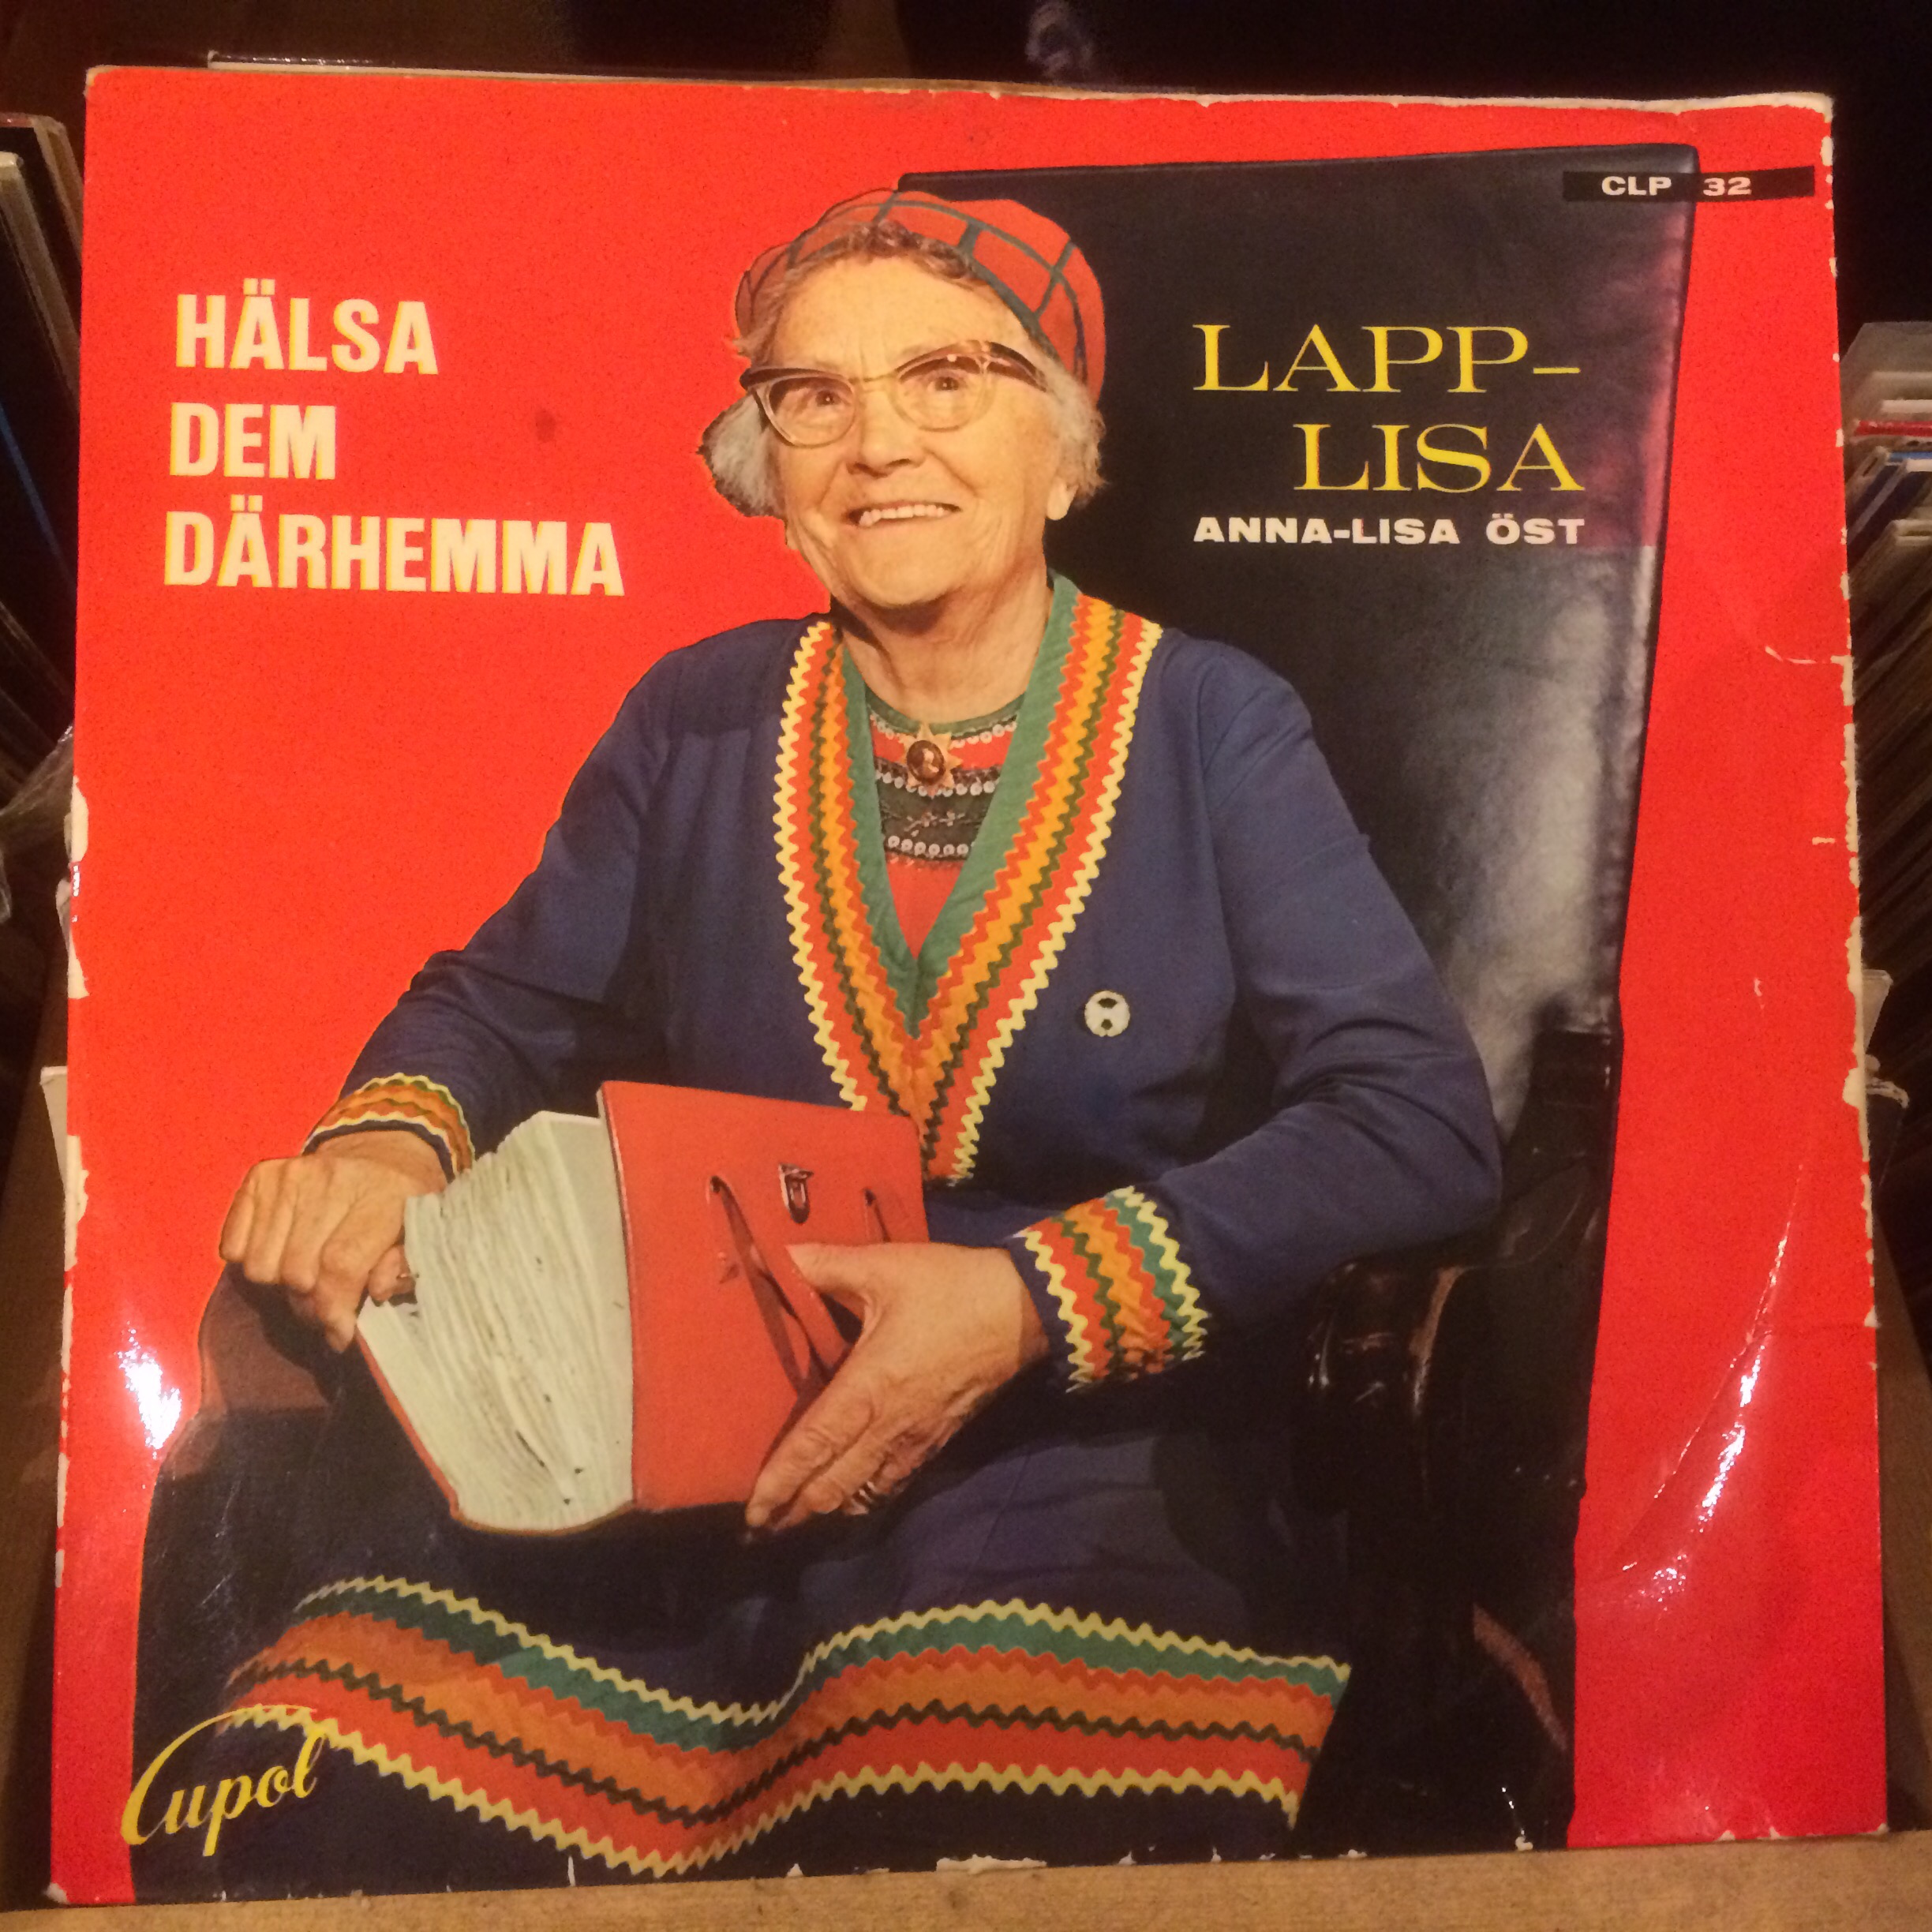 CLP 32
HÄLSA
DEM
DÄRHEMMA
LAPP-
LISA
ANNA-LISA ÖST
Cupol